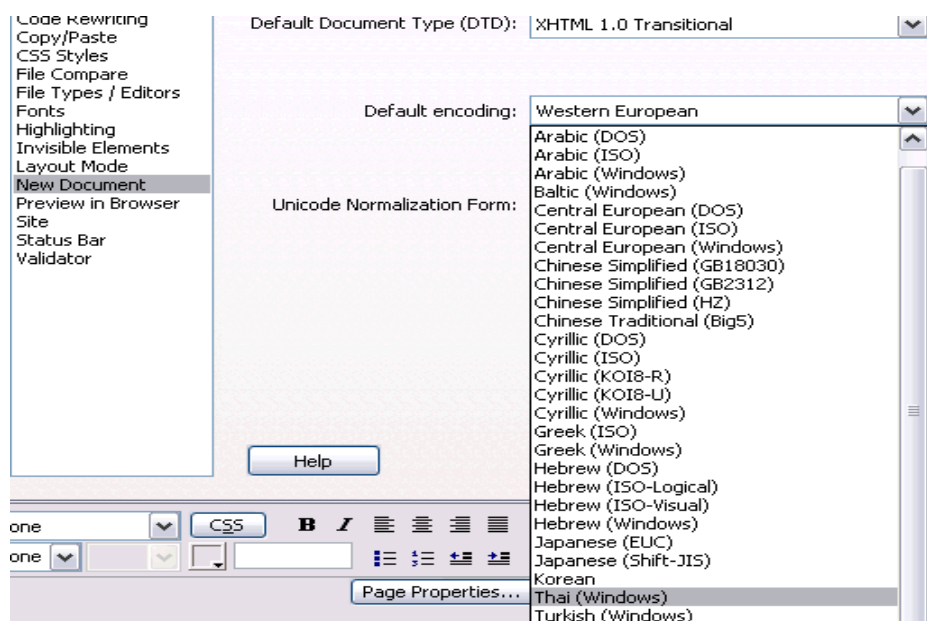 Code Rewriting
Copy/Paste
CSS Styles
File Compare
File Types / Editors
Fonts
Highlighting
Invisible Elements
Layout Mode
New Document
Preview in Browser
Site
Status Bar
Validator
Default Document Type (DTD): XHTML 1.0 Transitional
Default encoding: Western European
Unicode Normalization Form:
Arabic (DOS)
Arabic (ISO)
Arabic (Windows)
Baltic (Windows)
Central European (DOS)
Central European (ISO)
Central European (Windows)
Chinese Simplified (GB18030)
Chinese Simplified (GB2312)
Chinese Simplified (HZ)
Chinese Traditional (Big5)
Cyrillic (DOS)
Cyrillic (ISO)
Cyrillic (KOI8-R)
Cyrillic (KOI8-U)
Cyrillic (Windows)
Greek (ISO)
Greek (Windows)
Hebrew (DOS)
Hebrew (ISO-Logical)
Hebrew (ISO-Visual)
Hebrew (Windows)
Japanese (EUC)
Japanese (Shift-JIS)
Korean
Thai (Windows)
Turkish (Windows)
Help
one CSS B I
one
Page Properties...